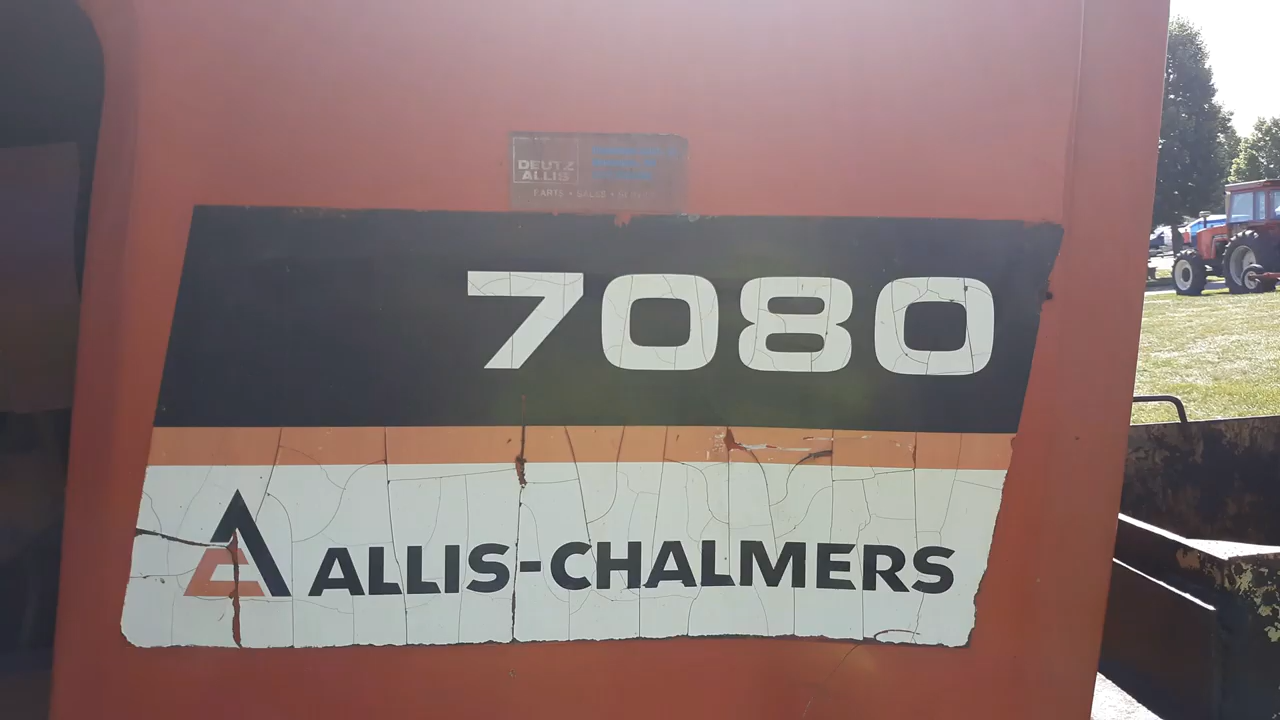 DEUTZ
ALLIS
PARTS • SALES •
7080
ALLIS-CHALMERS